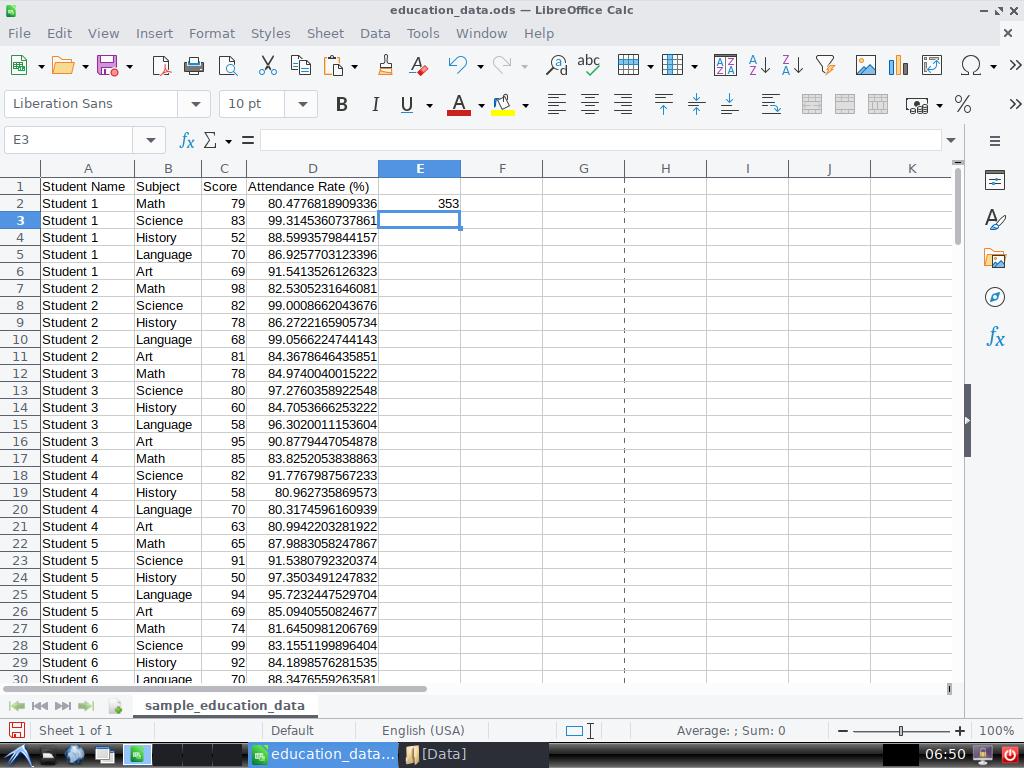 education_data.ods — LibreOffice Calc
File Edit View Insert Format Styles Sheet Data Tools Window Help
Liberation Sans 10 pt B I U A %
E3 fx Σ =
A B C D E F G H I J K
1 Student Name Subject Score Attendance Rate (%)
2 Student 1 Math 79 80.4776818909336 353
3 Student 1 Science 83 99.3145360737861
4 Student 1 History 52 88.5993579844157
5 Student 1 Language 70 86.9257703123396
6 Student 1 Art 69 91.5413526126323
7 Student 2 Math 98 82.5305231646081
8 Student 2 Science 82 99.0008662043676
9 Student 2 History 78 86.2722165905734
10 Student 2 Language 68 99.0566224744143
11 Student 2 Art 81 84.3678646435851
12 Student 3 Math 78 84.9740040015222
13 Student 3 Science 80 97.2760358922548
14 Student 3 History 60 84.7053666253222
15 Student 3 Language 58 96.3020011153604
16 Student 3 Art 95 90.8779447054878
17 Student 4 Math 85 83.8252053838863
18 Student 4 Science 82 91.7767987567233
19 Student 4 History 58 80.962735869573
20 Student 4 Language 70 80.3174596160939
21 Student 4 Art 63 80.9942203281922
22 Student 5 Math 65 87.9883058247867
23 Student 5 Science 91 91.5380792320374
24 Student 5 History 50 97.3503491247832
25 Student 5 Language 94 95.7232447529704
26 Student 5 Art 69 85.0940550824677
27 Student 6 Math 74 81.6450981206769
28 Student 6 Science 99 83.1551199896404
29 Student 6 History 92 84.1898576281535
30 Student 6 Language 70 88.3476559263581
sample_education_data
Sheet 1 of 1 Default English (USA) Average: ; Sum: 0 100%
education_data... [Data] 06:50